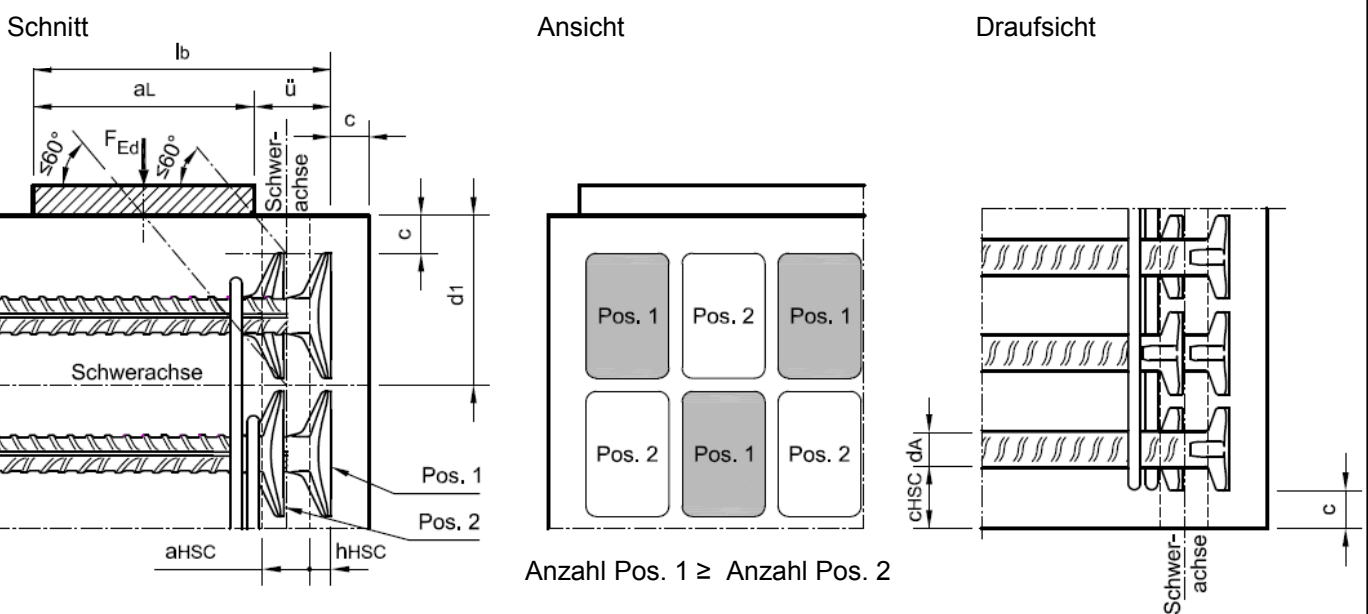 Schnitt
lb
aL
ü
c
FEd
≤60°
≤60°
Schwer-
achse
c
d1
Schwerachse
Pos. 1
Pos. 2
aHSC
hHSC
Ansicht
Pos. 1
Pos. 2
Pos. 1
Pos. 2
Pos. 1
Pos. 2
Anzahl Pos. 1 ≥ Anzahl Pos. 2
Draufsicht
dA
cHSC
c
Schwer-
achse